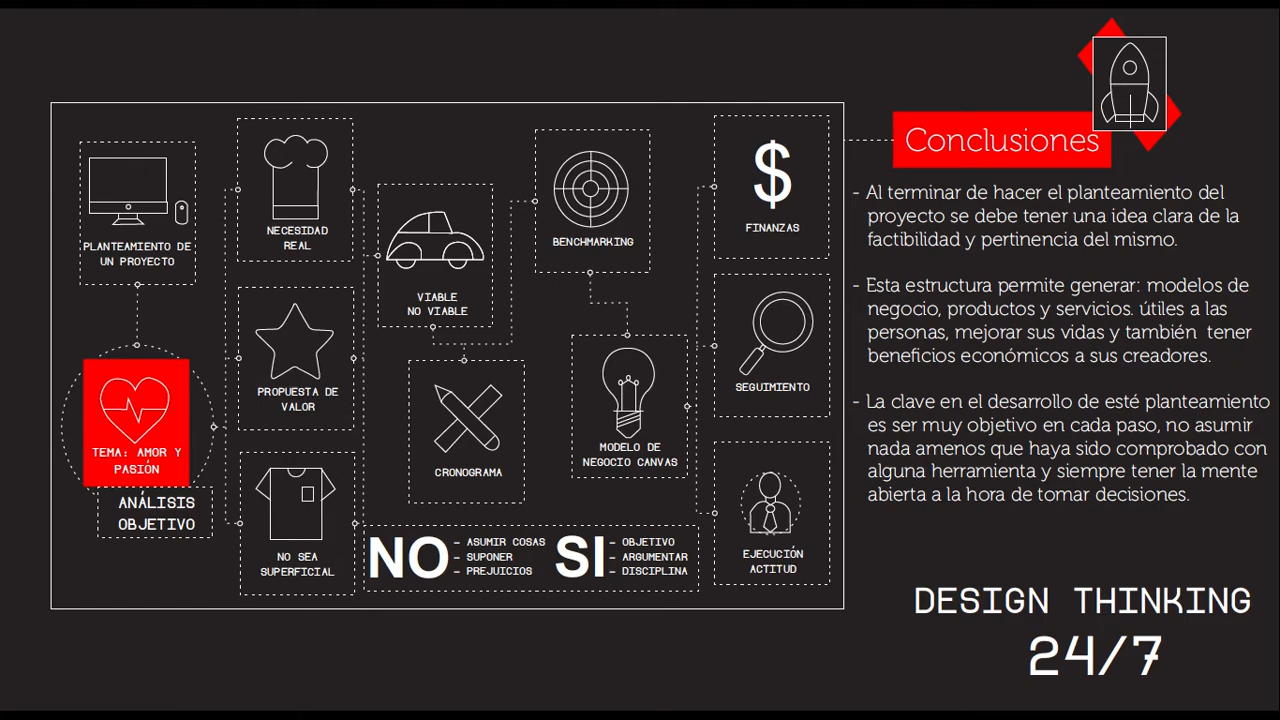 PLANTEAMIENTO DE
UN PROYECTO
TEMA: AMOR Y
PASIÓN
ANÁLISIS
OBJETIVO
NECESIDAD
REAL
PROPUESTA DE
VALOR
NO SEA
SUPERFICIAL
VIABLE
NO VIABLE
CRONOGRAMA
BENCHMARKING
MODELO DE
NEGOCIO CANVAS
NO
- ASUMIR COSAS
- SUPONER
- PREJUICIOS
SI
- OBJETIVO
- ARGUMENTAR
- DISCIPLINA
$
FINANZAS
SEGUIMIENTO
EJECUCIÓN
ACTITUD
Conclusiones
- Al terminar de hacer el planteamiento del
proyecto se debe tener una idea clara de la
factibilidad y pertinencia del mismo.
- Esta estructura permite generar: modelos de
negocio, productos y servicios. útiles a las
personas, mejorar sus vidas y también tener
beneficios económicos a sus creadores.
- La clave en el desarrollo de esté planteamiento
es ser muy objetivo en cada paso, no asumir
nada amenos que haya sido comprobado con
alguna herramienta y siempre tener la mente
abierta a la hora de tomar decisiones.
DESIGN THINKING
24/7